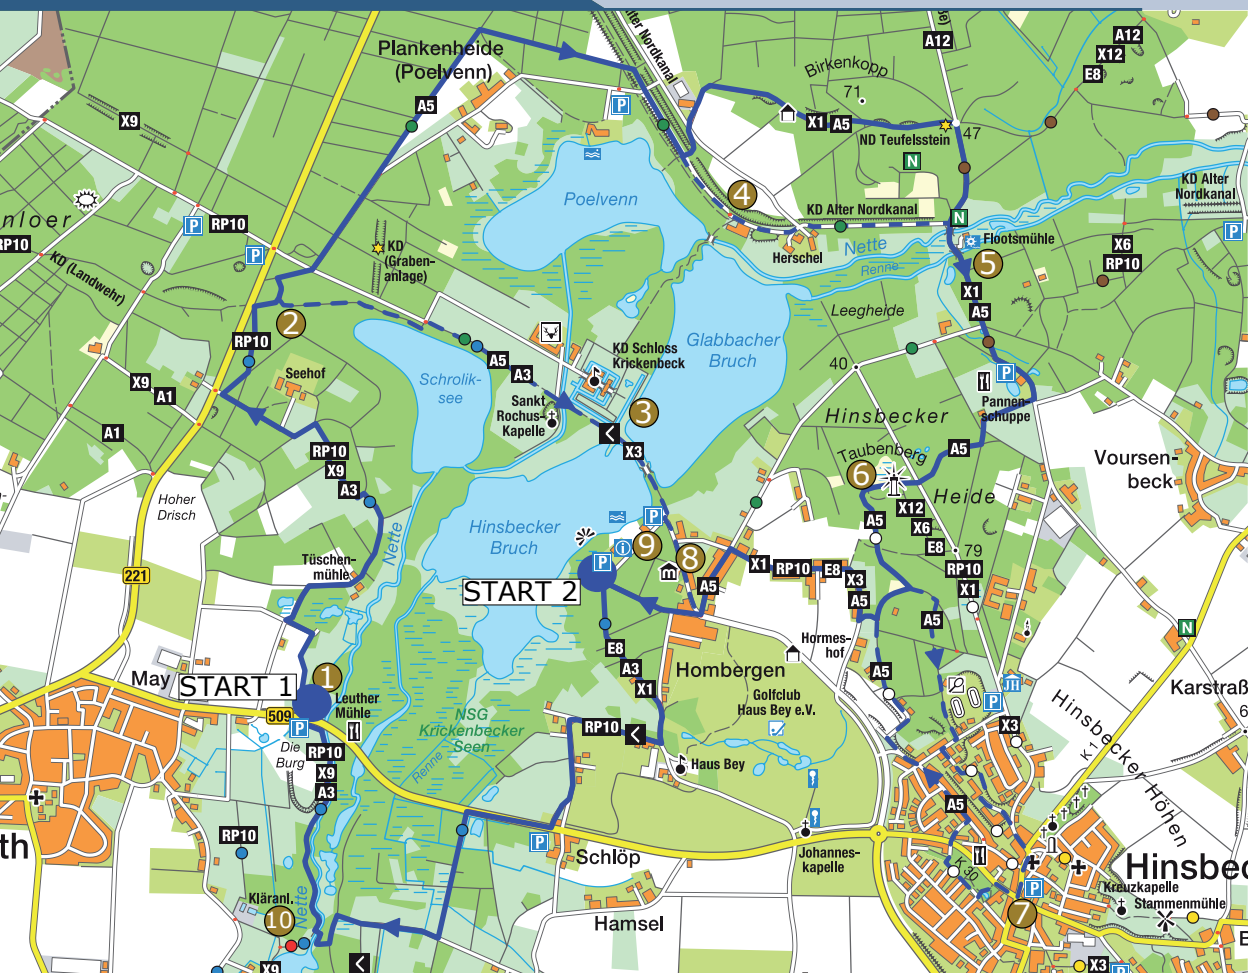 Plankenheide
(Poelvenn)
Alter Nordkanal
A12
A12
X12
E8
Birkenkopp
71
X9
A5
P
X1
A5
ND Teufelsstein
47
N
KD Alter
Nordkanal
Poelvenn
4
KD Alter Nordkanal
N
nloer
P
RP10
RP10
P
KD
(Graben-
anlage)
Herschel
Nette
Renne
Flootsmühle
5
X6
RP10
P
KD (Landwehr)
X1
A5
Leegheide
2
RP10
Glabbacher
Bruch
KD Schloss
Krickenbeck
A5
A3
40
P
X9
A1
Seehof
Schrolik-
see
Sankt
Rochus-
Kapelle
3
Pannen-
schuppe
Hinsbecker
A1
RP10
X9
A3
X3
Taubenberg
A5
Voursen-
beck
6
Heide
Hoher
Drisch
Nette
Hinsbecker
Bruch
P
X12
X6
E8
A5
79
221
Tüschen-
mühle
9
i
P
8
X1
RP10
E8
X3
A5
RP10
X1
START 2
A5
A5
N
E8
A3
X1
Hormes-
hof
Hombergen
May
START 1
1
Leuther
Mühle
A5
JH
P
Karstraß
6
509
P
Golfclub
Haus Bey e.V.
NSG
Krickenbecker
Seen
Renne
RP10
X3
Die
Burg
RP10
X9
A3
Haus Bey
K 1
Hinsbecker Höhen
A5
RP10
P
Schlöp
Johannes-
kapelle
th
K 30
Hinsbec
Kläranl.
10
Nette
Hamsel
P
7
Kreuzkapelle
Stammenmühle
E
X9
X3
P